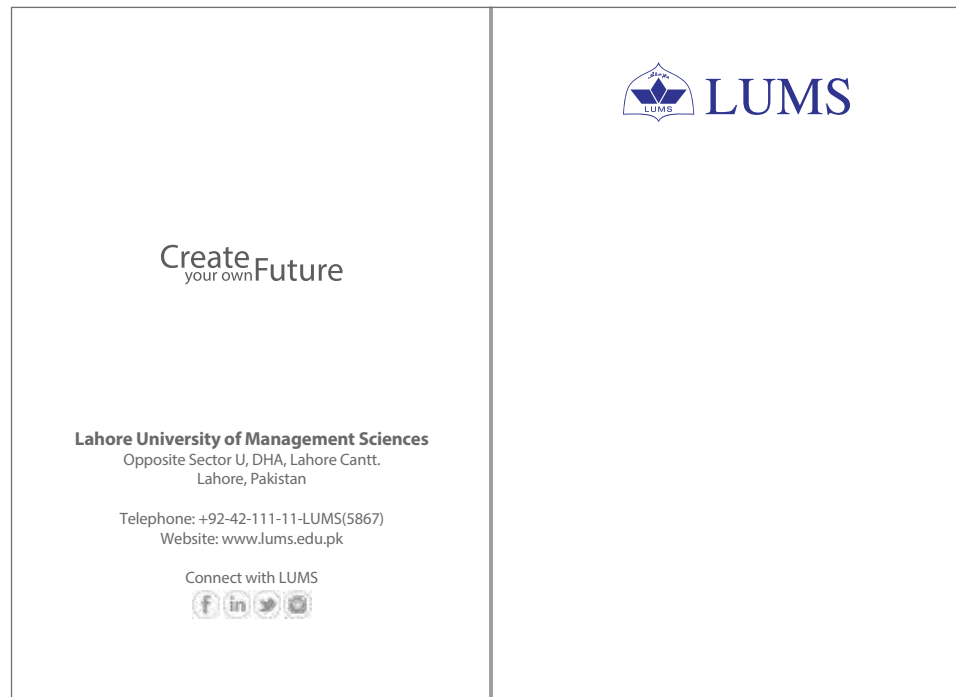 Create
your own Future
Lahore University of Management Sciences
Opposite Sector U, DHA, Lahore Cantt.
Lahore, Pakistan
Telephone: +92-42-111-11-LUMS(5867)
Website: www.lums.edu.pk
Connect with LUMS
f in
LUMS
LUMS